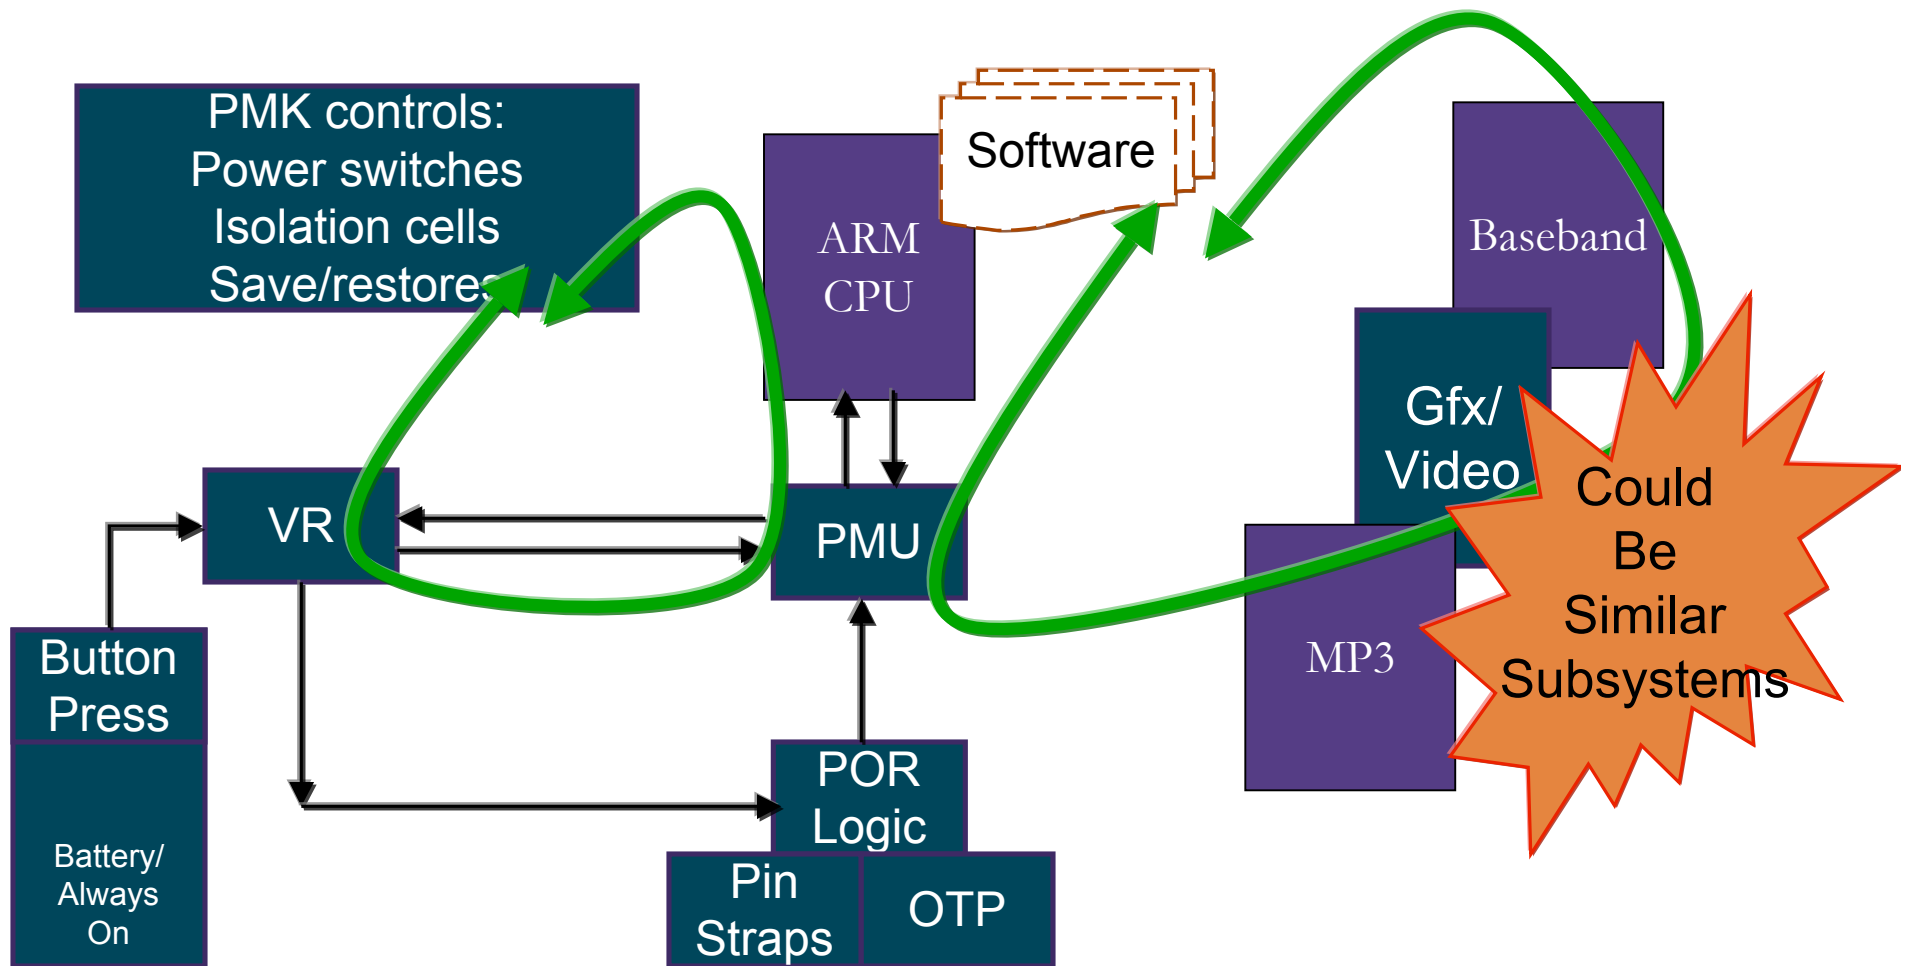 PMK controls:
Power switches
Isolation cells
Save/restores
ARM
CPU
Software
Baseband
Gfx/
Video
MP3
Could
Be
Similar
Subsystems
VR
PMU
Button
Press
Battery/
Always
On
POR
Logic
Pin
Straps
OTP